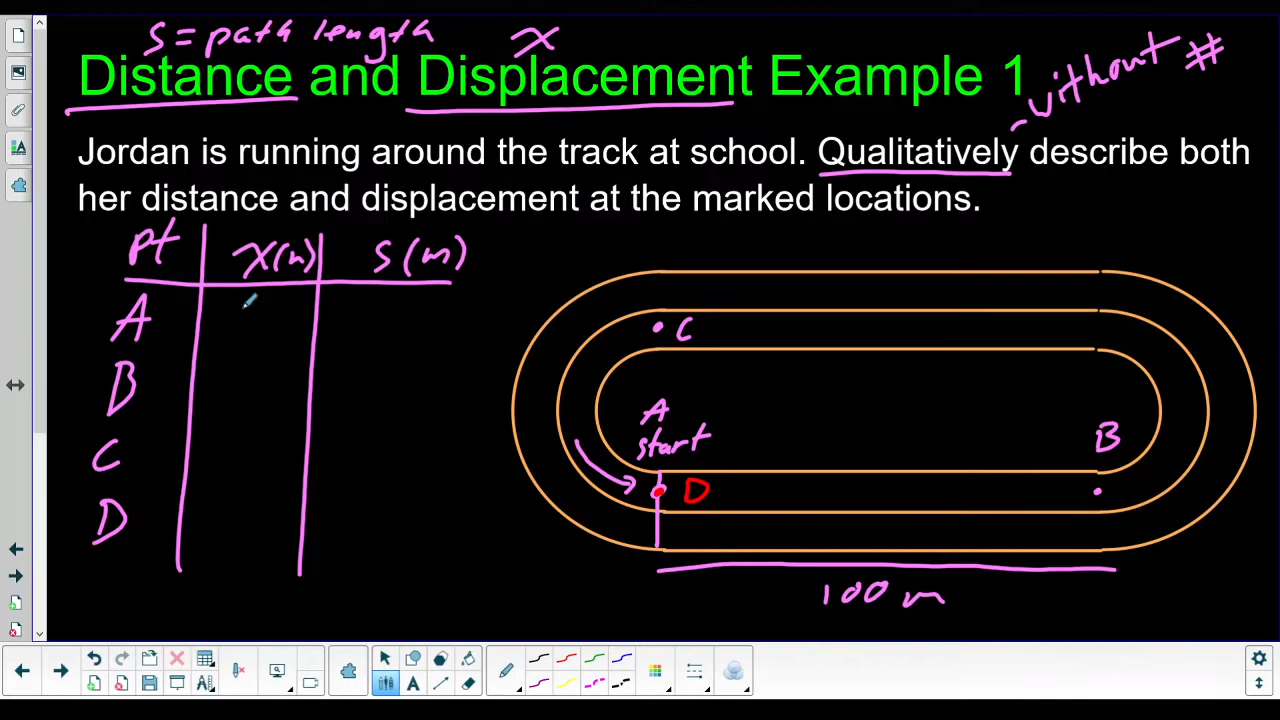 s = path length x
Distance and Displacement Example 1
without #
Jordan is running around the track at school. Qualitatively describe both
her distance and displacement at the marked locations.
Pt x(m) s(m)
A
B
C
D
C
A
start
B
D
100 m